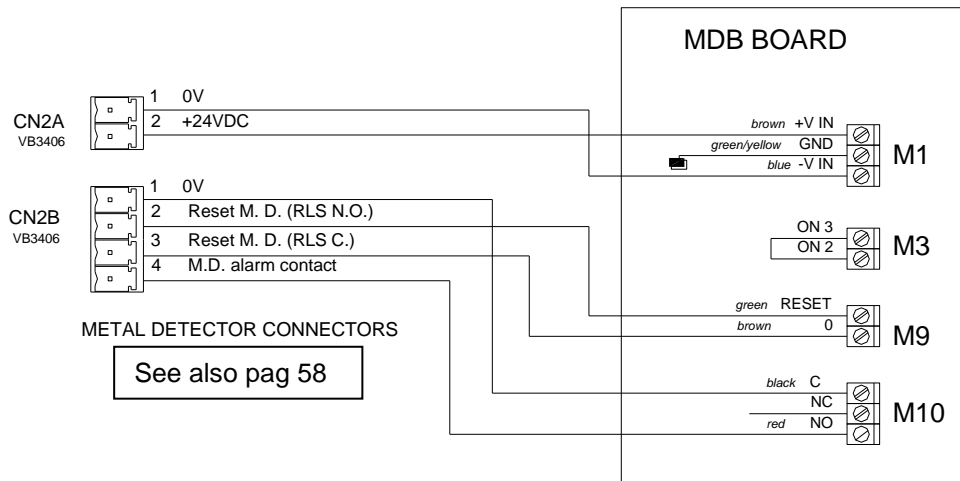 MDB BOARD
CN2A
VB3406
1 0V
2 +24VDC
brown +V IN
green/yellow GND
blue -V IN
M1
CN2B
VB3406
1 0V
2 Reset M. D. (RLS N.O.)
3 Reset M. D. (RLS C.)
4 M.D. alarm contact
ON 3
ON 2
M3
METAL DETECTOR CONNECTORS
See also pag 58
green RESET
brown 0
M9
black C
NC
red NO
M10